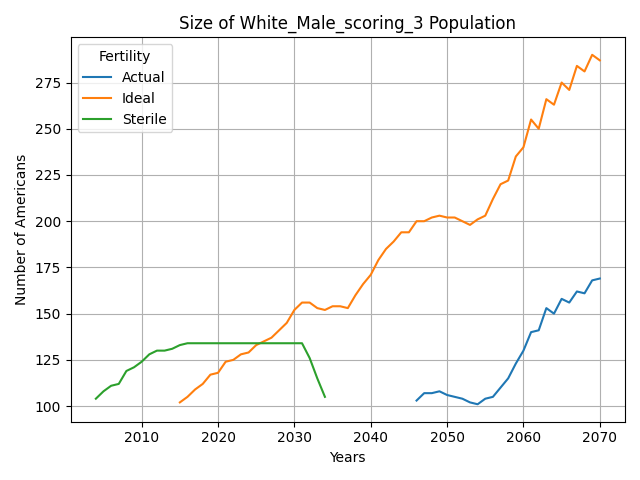 Size of White_Male_scoring_3 Population
Fertility
Actual
Ideal
Sterile
Number of Americans
275
250
225
200
175
150
125
100
2010 2020 2030 2040 2050 2060 2070
Years